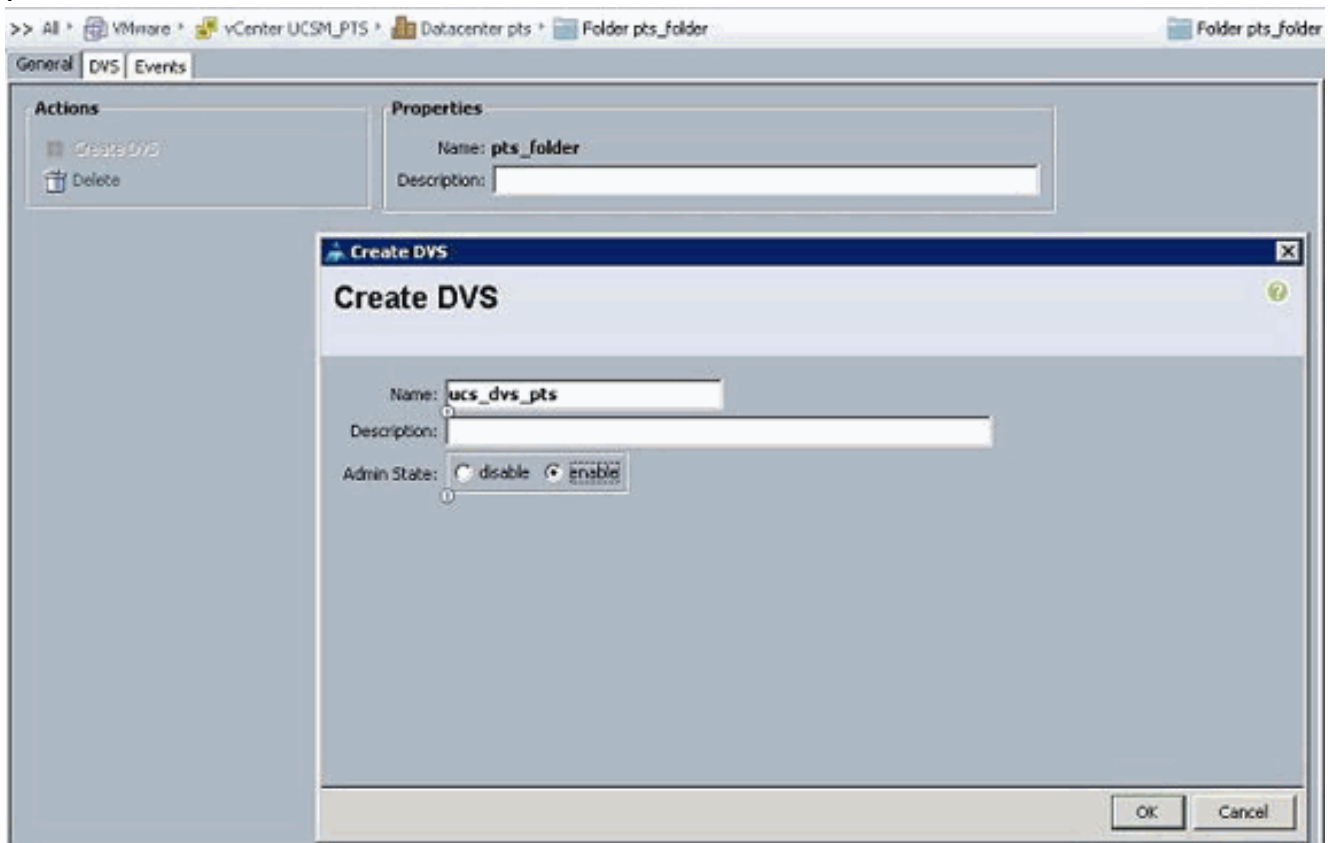 >> All VMware vCenter UCSM_PTS Datacenter pts Folder pts_folder Folder pts_folder
General DVS Events
Actions
Create DVS
Delete
Properties
Name: pts_folder
Description:
Create DVS
Create DVS
Name: ucs_dvs_pts
Description:
Admin State: disable enable
OK Cancel